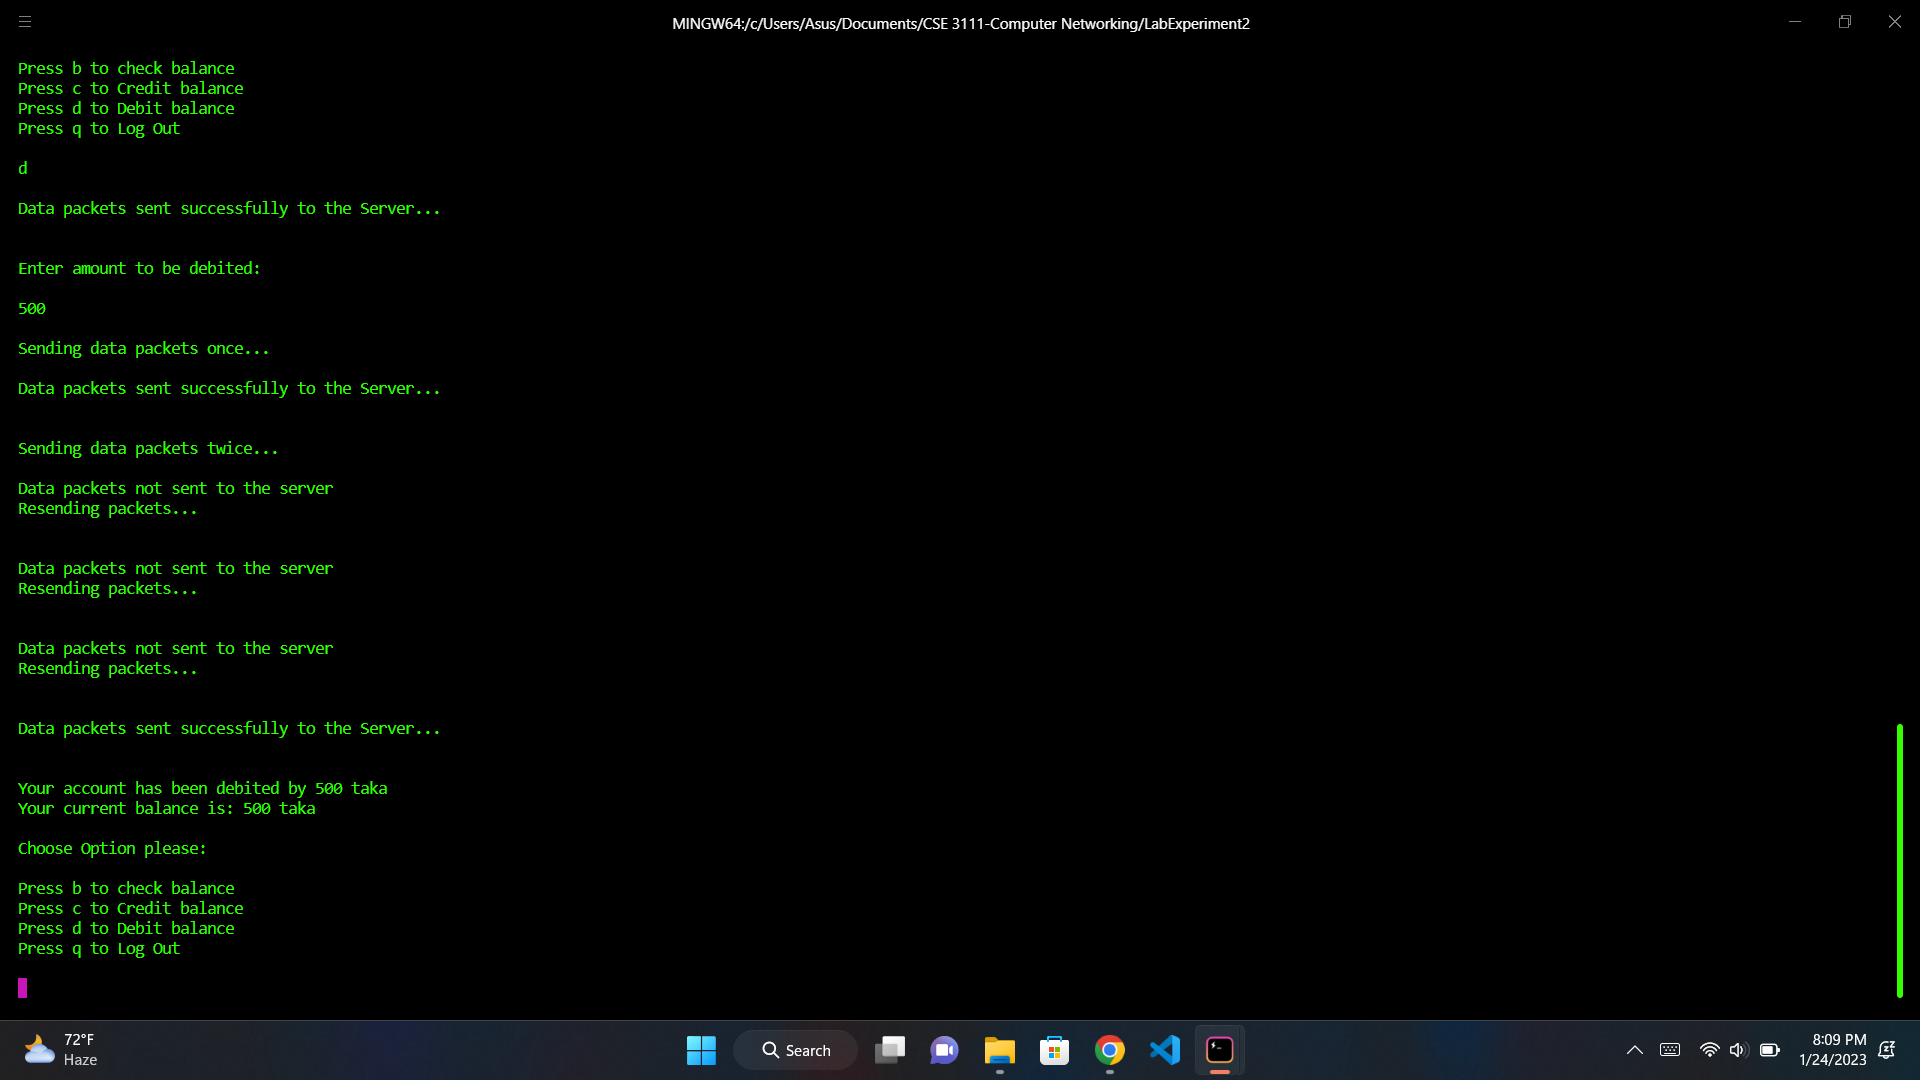 MINGW64:/c/Users/Asus/Documents/CSE 3111-Computer Networking/LabExperiment2
Press b to check balance
Press c to Credit balance
Press d to Debit balance
Press q to Log Out
d
Data packets sent successfully to the Server...
Enter amount to be debited:
500
Sending data packets once...
Data packets sent successfully to the Server...
Sending data packets twice...
Data packets not sent to the server
Resending packets...
Data packets not sent to the server
Resending packets...
Data packets not sent to the server
Resending packets...
Data packets sent successfully to the Server...
Your account has been debited by 500 taka
Your current balance is: 500 taka
Choose Option please:
Press b to check balance
Press c to Credit balance
Press d to Debit balance
Press q to Log Out
72°F
Haze
Search
8:09 PM
1/24/2023